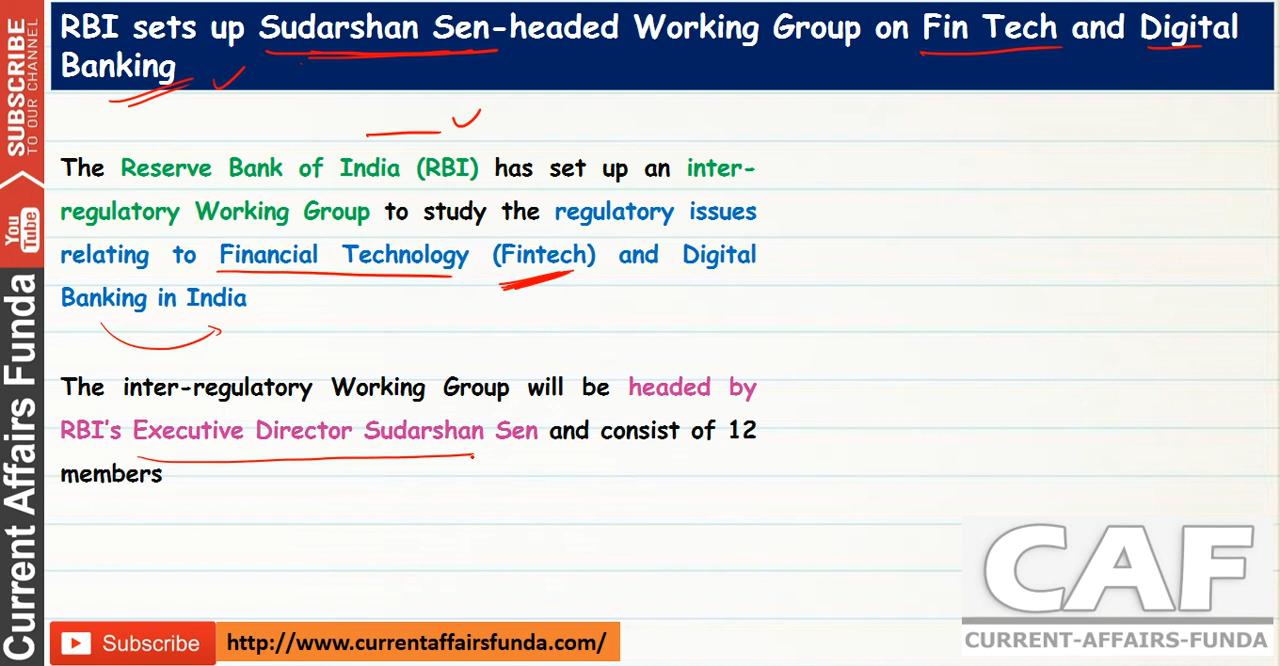 RBI sets up Sudarshan Sen-headed Working Group on Fin Tech and Digital
Banking
The Reserve Bank of India (RBI) has set up an inter-
regulatory Working Group to study the regulatory issues
relating to Financial Technology (Fintech) and Digital
Banking in India
The inter-regulatory Working Group will be headed by
RBI's Executive Director Sudarshan Sen and consist of 12
members
SUBSCRIBE
TO OUR CHANNEL
You
Tube
Current Affairs Funda
Subscribe
http://www.currentaffairsfunda.com/
CAF
CURRENT-AFFAIRS-FUNDA